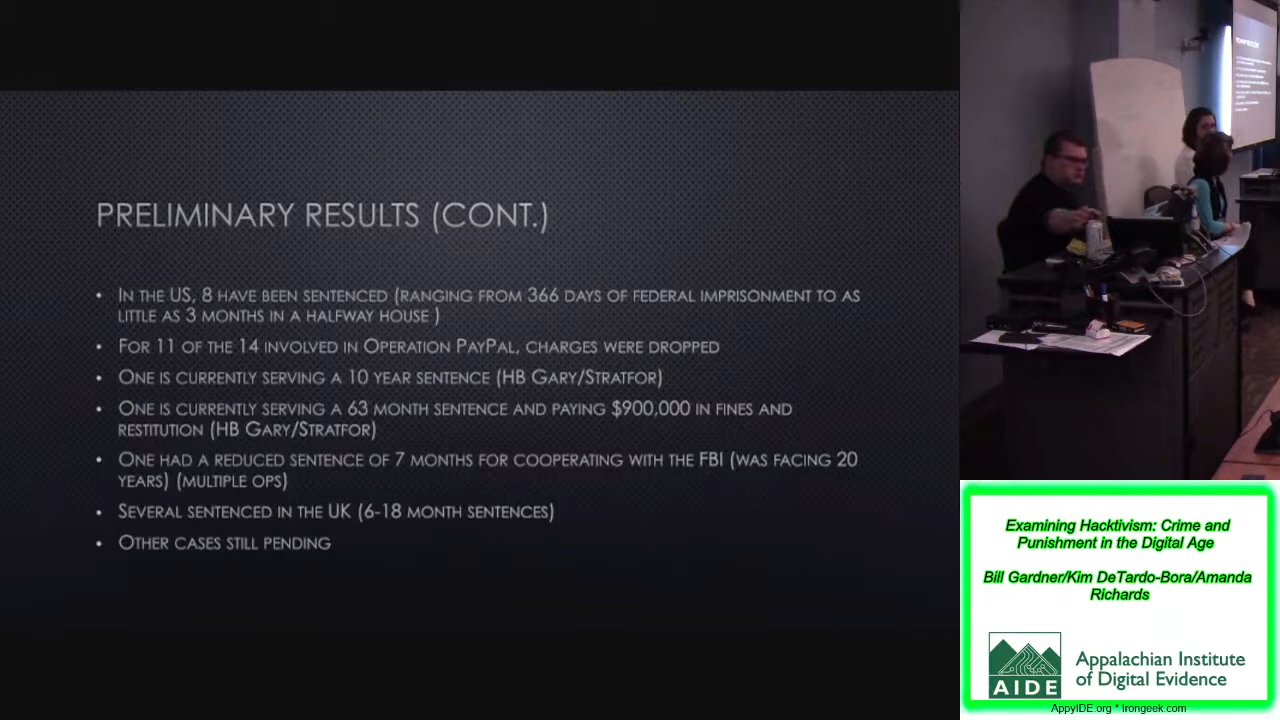 PRELIMINARY RESULTS (CONT.)
• IN THE US, 8 HAVE BEEN SENTENCED (RANGING FROM 366 DAYS OF FEDERAL IMPRISONMENT TO AS
LITTLE AS 3 MONTHS IN A HALFWAY HOUSE )
• FOR 11 OF THE 14 INVOLVED IN OPERATION PAYPAL, CHARGES WERE DROPPED
• ONE IS CURRENTLY SERVING A 10 YEAR SENTENCE (HB GARY/STRATFOR)
• ONE IS CURRENTLY SERVING A 63 MONTH SENTENCE AND PAYING $900,000 IN FINES AND
RESTITUTION (HB GARY/STRATFOR)
• ONE HAD A REDUCED SENTENCE OF 7 MONTHS FOR COOPERATING WITH THE FBI (WAS FACING 20
YEARS) (MULTIPLE OPS)
• SEVERAL SENTENCED IN THE UK (6-18 MONTH SENTENCES)
• OTHER CASES STILL PENDING
Examining Hacktivism: Crime and
Punishment in the Digital Age
Bill Gardner/Kim DeTardo-Bora/Amanda
Richards
AIDE
Appalachian Institute
of Digital Evidence
AppyIDE.org * Irongeek.com